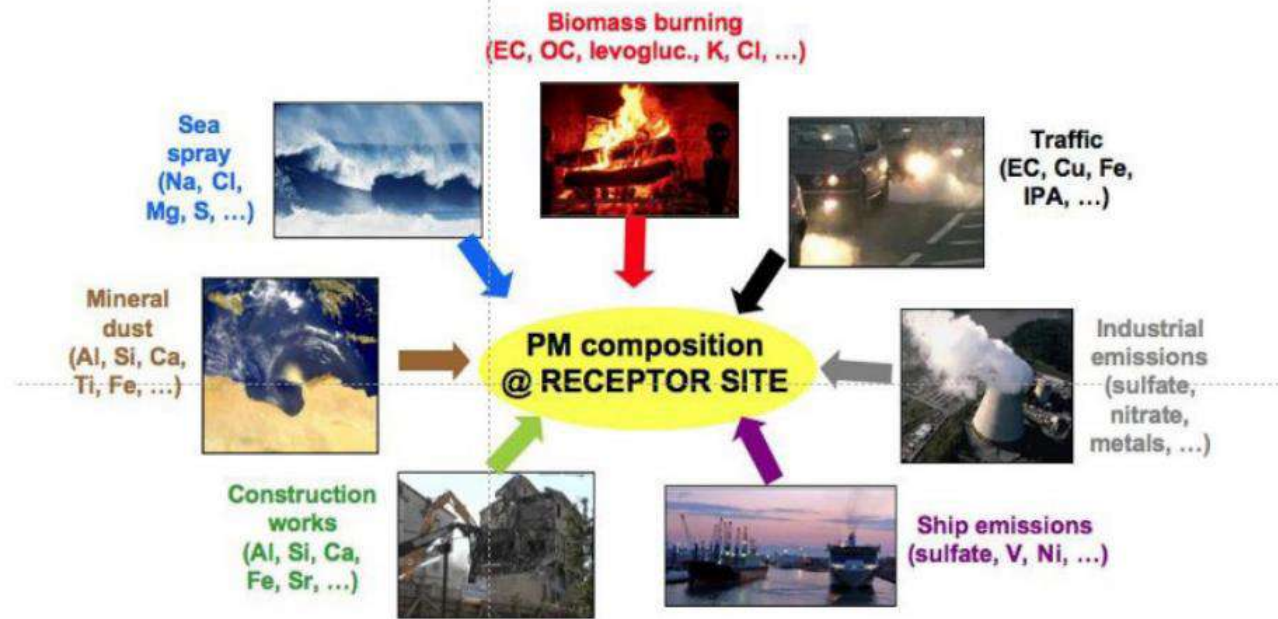 Biomass burning
(EC, OC, levogluc., K, Cl, …)
Sea
spray
(Na, Cl,
Mg, S, …)
Traffic
(EC, Cu, Fe,
IPA, …)
Mineral
dust
(Al, Si, Ca,
Ti, Fe, …)
PM composition
@ RECEPTOR SITE
Industrial
emissions
(sulfate,
nitrate,
metals, …)
Construction
works
(Al, Si, Ca,
Fe, Sr, …)
Ship emissions
(sulfate, V, Ni, …)